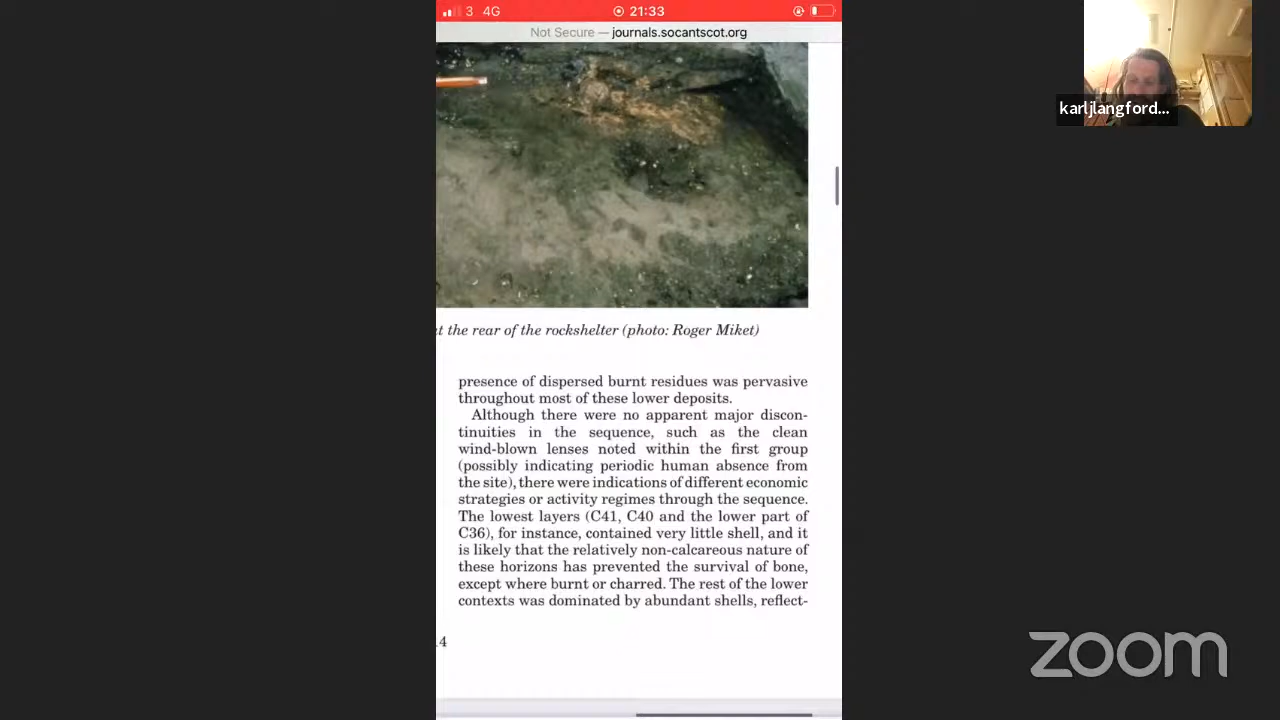 3 4G 21:33
Not Secure — journals.socantscot.org
karljlangford...
t the rear of the rockshelter (photo: Roger Miket)
presence of dispersed burnt residues was pervasive
throughout most of these lower deposits.
Although there were no apparent major discon-
tinuities in the sequence, such as the clean
wind-blown lenses noted within the first group
(possibly indicating periodic human absence from
the site), there were indications of different economic
strategies or activity regimes through the sequence.
The lowest layers (C41, C40 and the lower part of
C36), for instance, contained very little shell, and it
is likely that the relatively non-calcareous nature of
these horizons has prevented the survival of bone,
except where burnt or charred. The rest of the lower
contexts was dominated by abundant shells, reflect-
.4
zoom